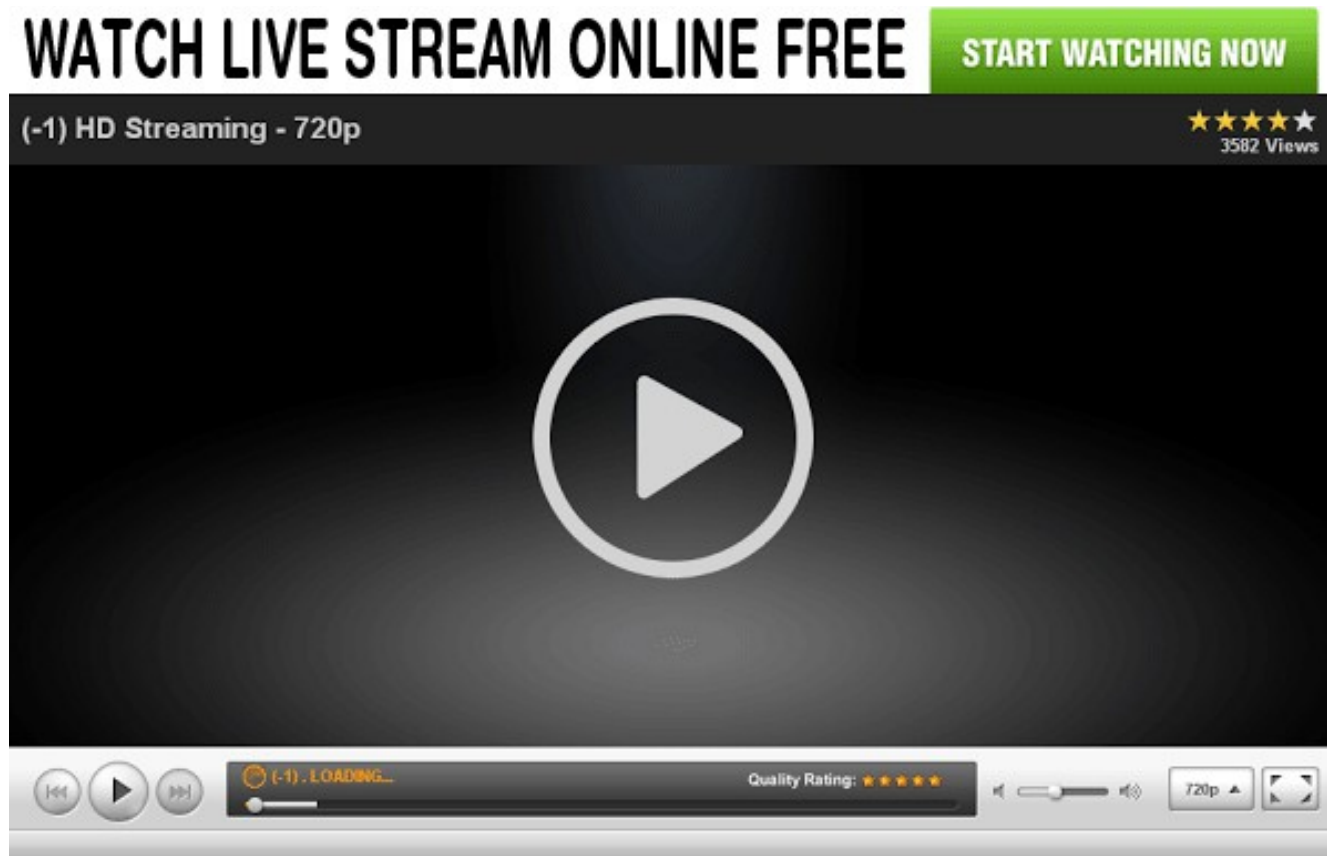 WATCH LIVE STREAM ONLINE FREE START WATCHING NOW
(-1) HD Streaming - 720p
3582 Views
(-1) . LOADING...
Quality Rating:
720p